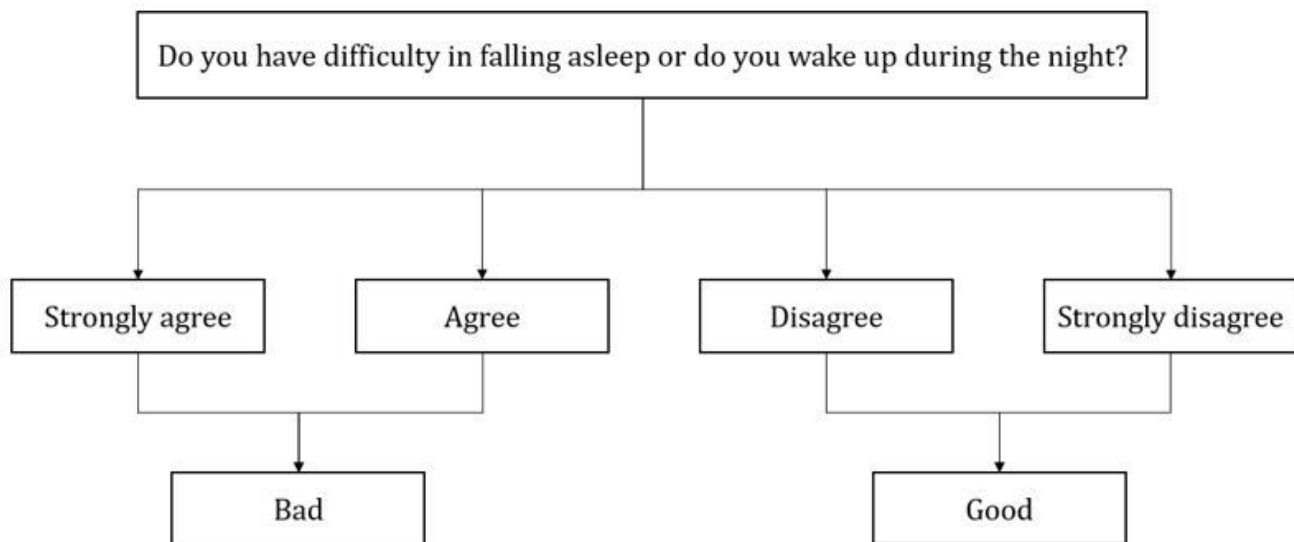 Do you have difficulty in falling asleep or do you wake up during the night?
Strongly agree
Agree
Disagree
Strongly disagree
Bad
Good